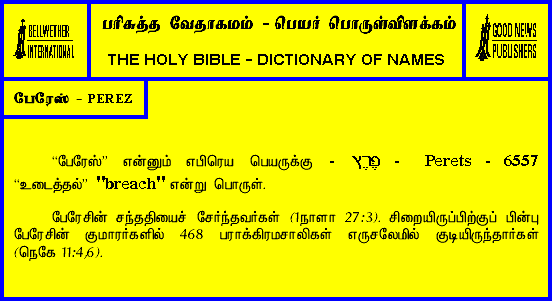 BELLWETHER
INTERNATIONAL
பரிசுத்த வேதாகமம் - பெயர் பொருள்விளக்கம்
THE HOLY BIBLE - DICTIONARY OF NAMES
GOOD NEWS
PUBLISHERS
பேரேஸ் - PEREZ
“பேரேஸ்” என்னும் எபிரெய பெயருக்கு - פֶּרֶץ - Perets - 6557
“உடைத்தல்” "breach" என்று பொருள்.
பேரேசின் சந்ததியைச் சேர்ந்தவர்கள் (1நாளா 27:3). சிறையிருப்பிற்குப் பின்பு
பேரேசின் குமாரர்களில் 468 பராக்கிரமசாலிகள் எருசலேமில் குடியிருந்தார்கள்
(நெகே 11:4,6).